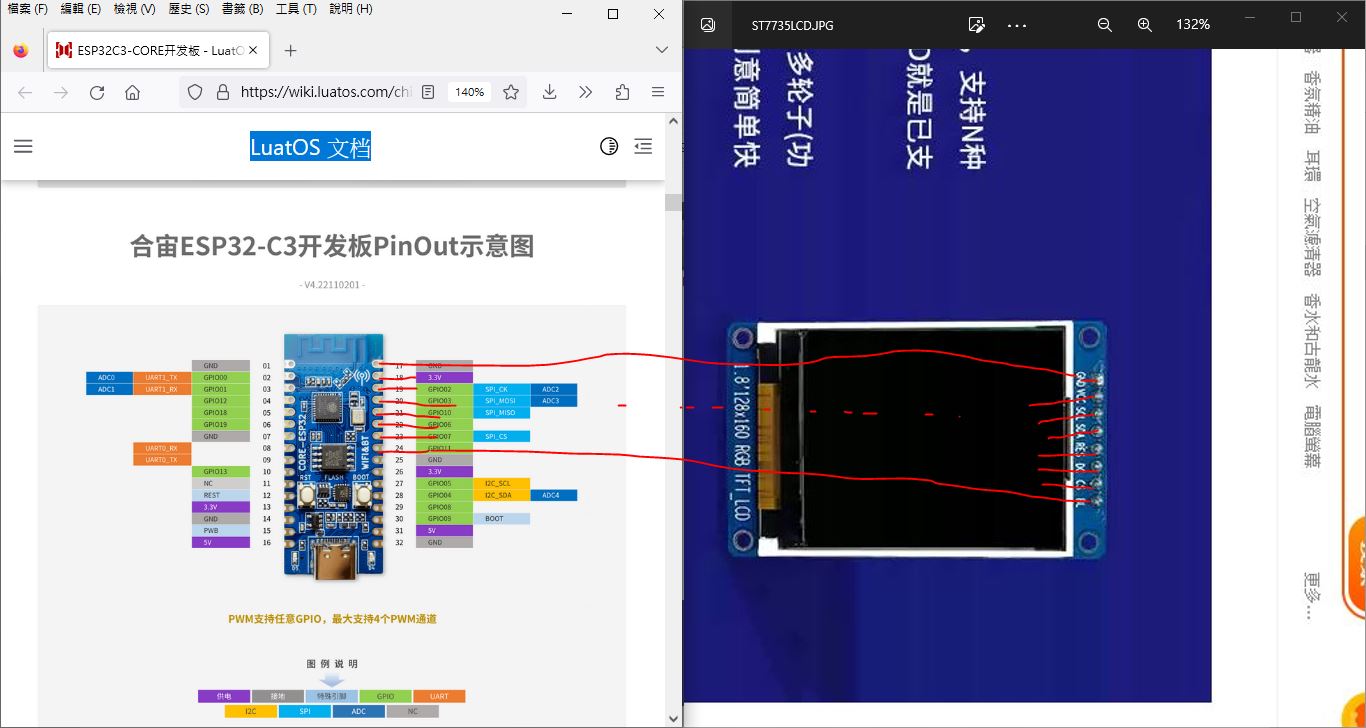 檔案 (F) 編輯 (E) 檢視 (V) 歷史 (S) 書籤 (B) 工具 (T) 說明 (H)
ESP32C3-CORE开发板 - LuatO
https://wiki.luatos.com/chi
140%
LuatOS 文档
合宙ESP32-C3开发板PinOut示意图
- V4.22110201 -
GND 01 17 GND
ADC0 UART1_TX GPIO00 02 18 3.3V
ADC1 UART1_RX GPIO01 03 19 GPIO02 SPI_CK ADC2
GPIO12 04 20 GPIO03 SPI_MOSI ADC3
GPIO18 05 21 GPIO10 SPI_MISO
GPIO19 06 22 GPIO06
GND 07 23 GPIO07 SPI_CS
UART0_RX 08 24 GPIO11
UART0_TX 09 25 GND
GPIO13 10 26 3.3V
NC 11 27 GPIO05 I2C_SCL
REST 12 28 GPIO04 I2C_SDA ADC4
3.3V 13 29 GPIO08
GND 14 30 GPIO09 BOOT
PWB 15 31 5V
5V 16 32 GND
CORE-ESP32
WIFI&BT
RST FLASH BOOT
PWM支持任意GPIO，最大支持4个PWM通道
图 例 说 明
供电 接地 特殊引脚 GPIO UART
I2C SPI ADC NC
ST7735LCD.JPG
132%
支持N种
就是已支
多轮子(功
意简单快
1.8'128x160 RGB_TFT_LCD
VCC SCL SDA RES DC CS
香氛精油
耳環
空氣清濾器
香水和古龍水
電腦螢幕
更多...